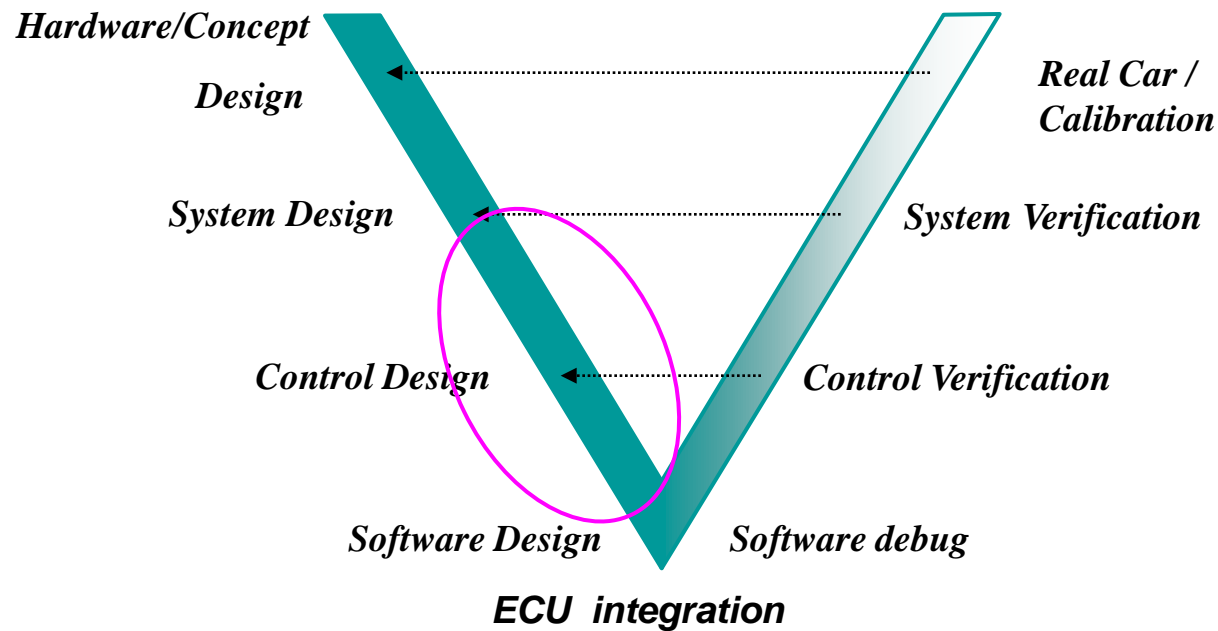 Hardware/Concept
Design
Real Car /
Calibration
System Design
System Verification
Control Design
Control Verification
Software Design
Software debug
ECU integration